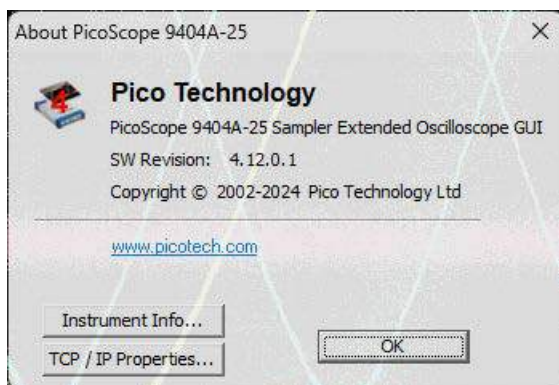 About PicoScope 9404A-25
4
Pico Technology
PicoScope 9404A-25 Sampler Extended Oscilloscope GUI
SW Revision: 4.12.0.1
Copyright © 2002-2024 Pico Technology Ltd
www.picotech.com
Instrument Info...
OK
TCP / IP Properties...